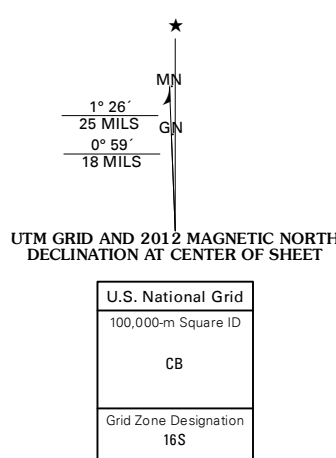 ★
MN
1° 26´
25 MILS
GN
0° 59´
18 MILS
UTM GRID AND 2012 MAGNETIC NORTH
DECLINATION AT CENTER OF SHEET
U.S. National Grid
100,000-m Square ID
CB
Grid Zone Designation
16S